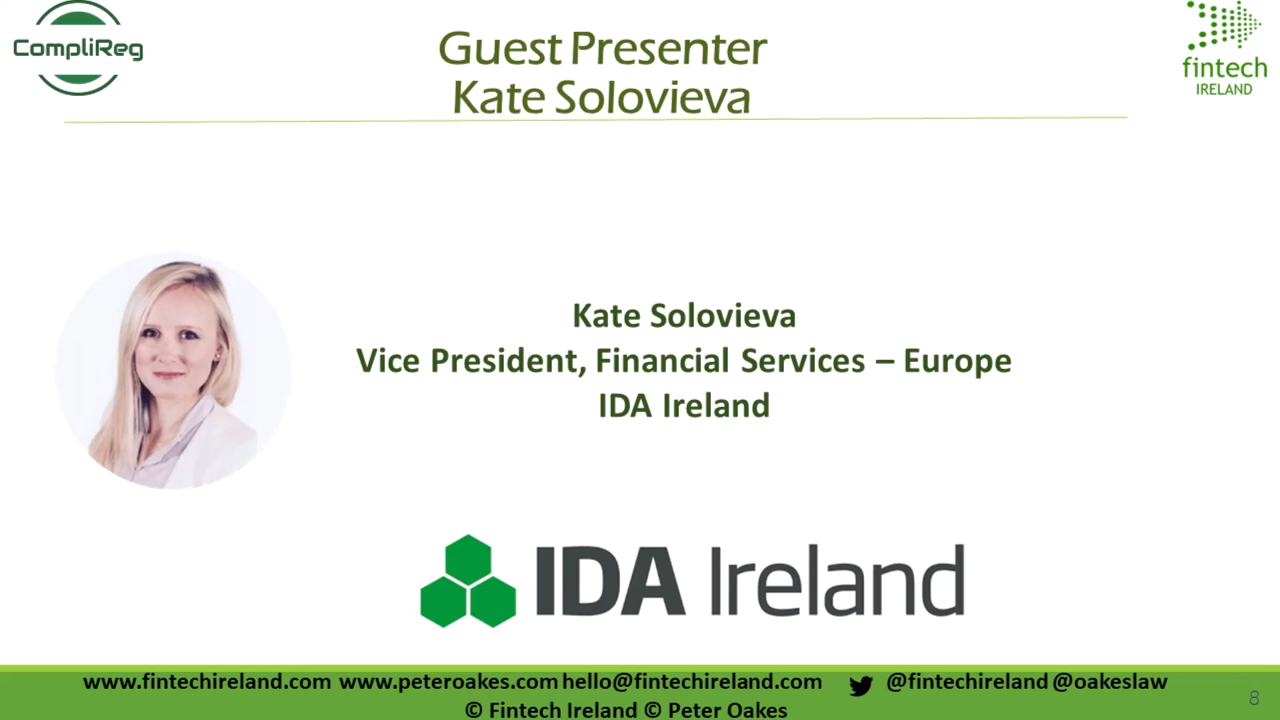 CompliReg
Guest Presenter
Kate Solovieva
fintech
IRELAND
Kate Solovieva
Vice President, Financial Services – Europe
IDA Ireland
IDA Ireland
www.fintechireland.com www.peteroakes.com hello@fintechireland.com @fintechireland @oakeslaw
© Fintech Ireland © Peter Oakes
8